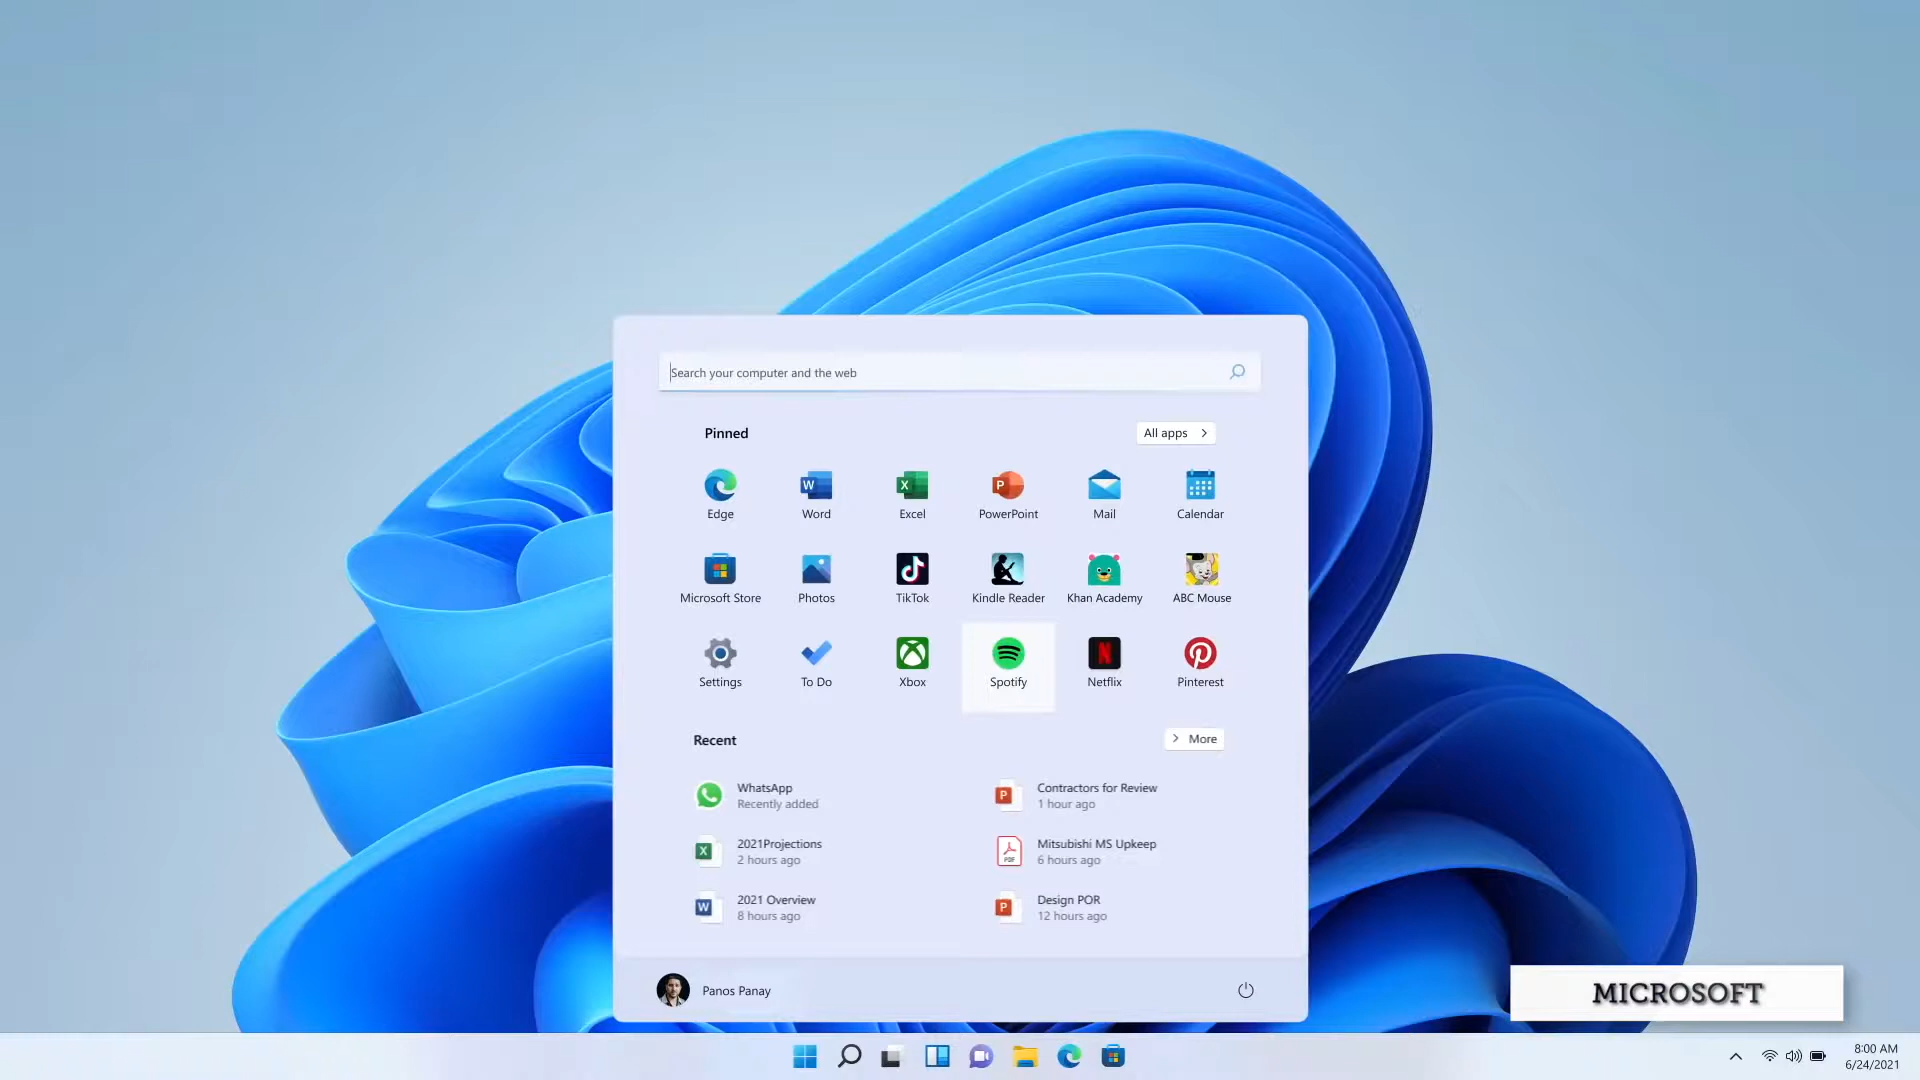 Search your computer and the web
Pinned
All apps
Edge
Word
Excel
PowerPoint
Mail
Calendar
Microsoft Store
Photos
TikTok
Kindle Reader
Khan Academy
ABC Mouse
Settings
To Do
Xbox
Spotify
Netflix
Pinterest
Recent
More
WhatsApp
Recently added
Contractors for Review
1 hour ago
2021Projections
2 hours ago
Mitsubishi MS Upkeep
6 hours ago
2021 Overview
8 hours ago
Design POR
12 hours ago
Panos Panay
MICROSOFT
8:00 AM
6/24/2021